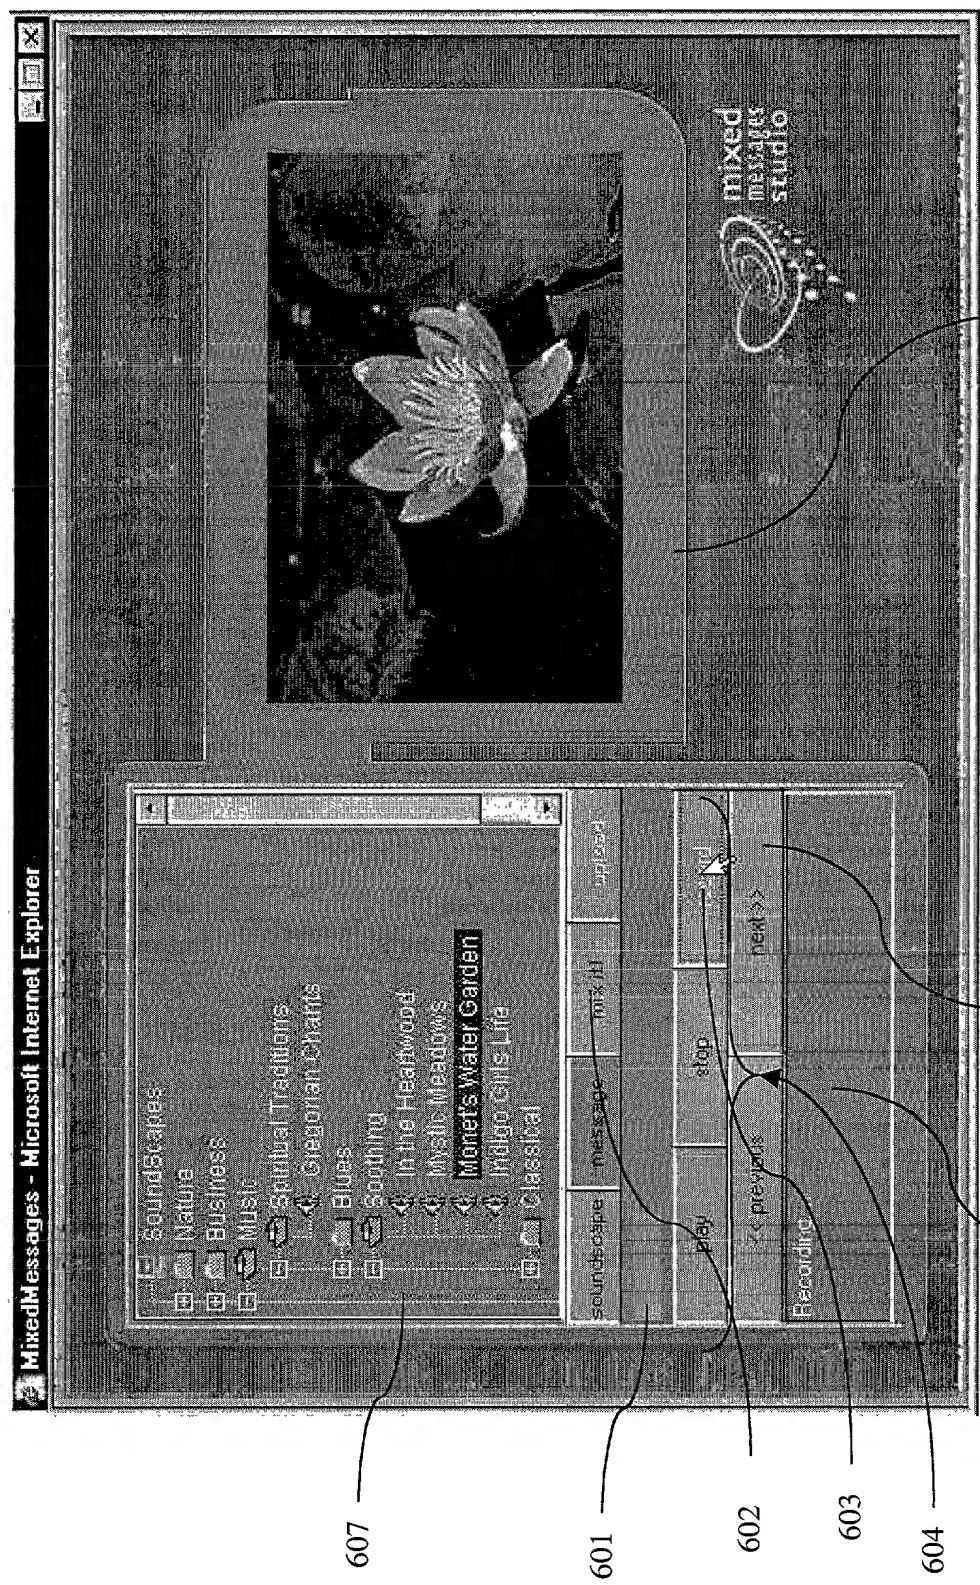 MixedMessages - Microsoft Internet Explorer
SoundScapes
Nature
Business
Music
Spiritual Traditions
Gregorian Chants
Blues
Soothing
In the Heartwood
Mystic Meadows
Monet's Water Garden
Indigo Girls Life
Classical
soundscape
message
mix it!
upload
play
stop
<< previous
next >>
Recording
mixed
messages
studio
607
601
602
603
604